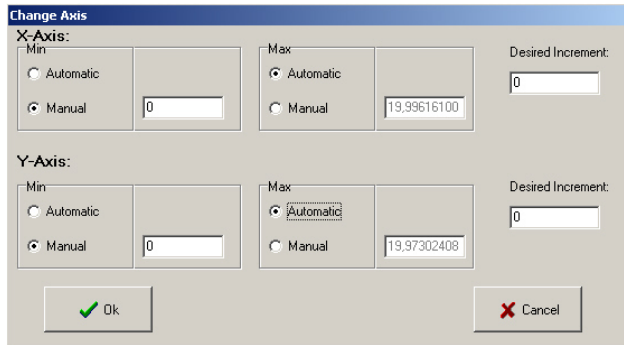 Change Axis
X-Axis:
Min Max Desired Increment:
Automatic Automatic 0
Manual 0 Manual 19,99616100
Y-Axis:
Min Max Desired Increment:
Automatic Automatic 0
Manual 0 Manual 19,97302408
Ok Cancel